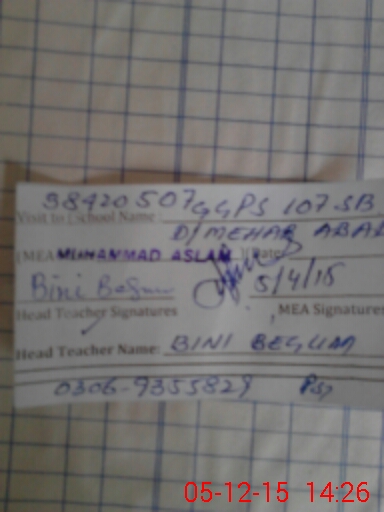 38420507 GGPS 107 SB
Visit to (School Name:
D/MEHAR ABAD
(MEA MUHAMMAD ASLAM )(Date:
Bini Begum 5/4/15
Head Teacher Signatures MEA Signatures
Head Teacher Name: BINI BEGUM
0306-9355829
05-12-15 14:26